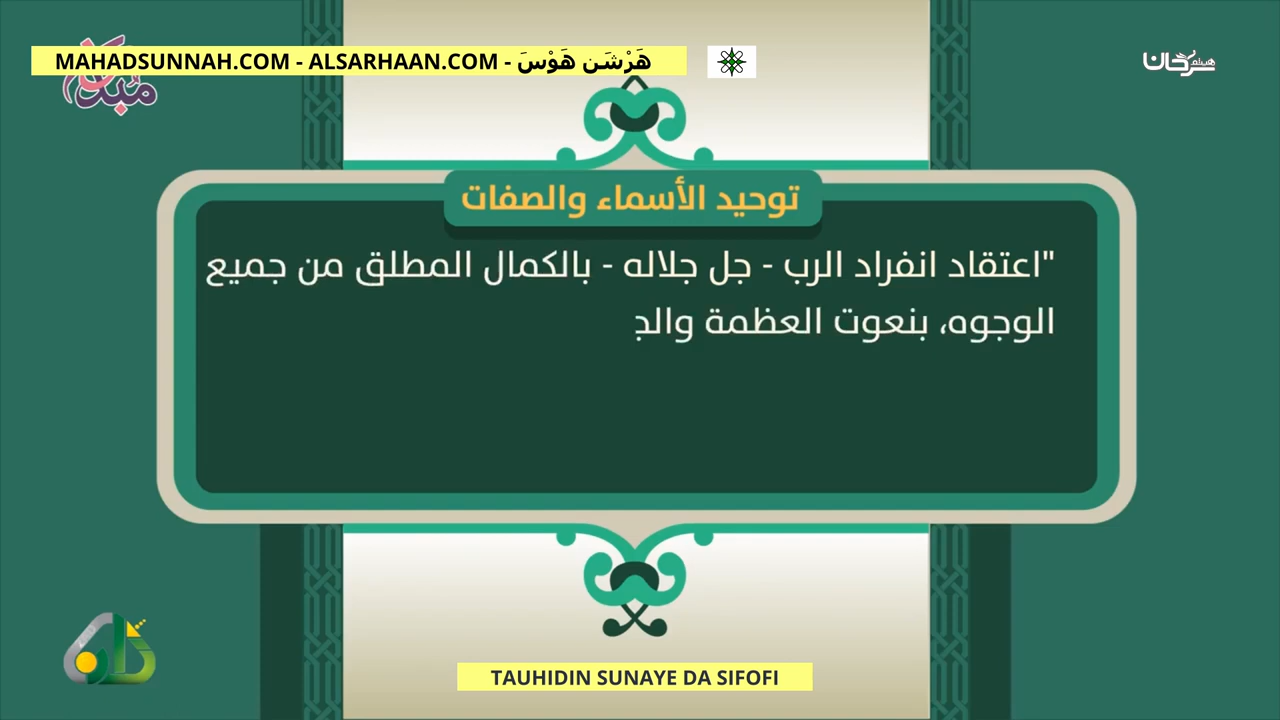 MAHADSUNNAH.COM - ALSARHAAN.COM - هَرْشَن هَوْسَ
توحيد الأسماء والصفات
"اعتقاد انفراد الرب - جل جلاله - بالكمال المطلق من جميع
الوجوه، بنعوت العظمة والج
TAUHIDIN SUNAYE DA SIFOFI